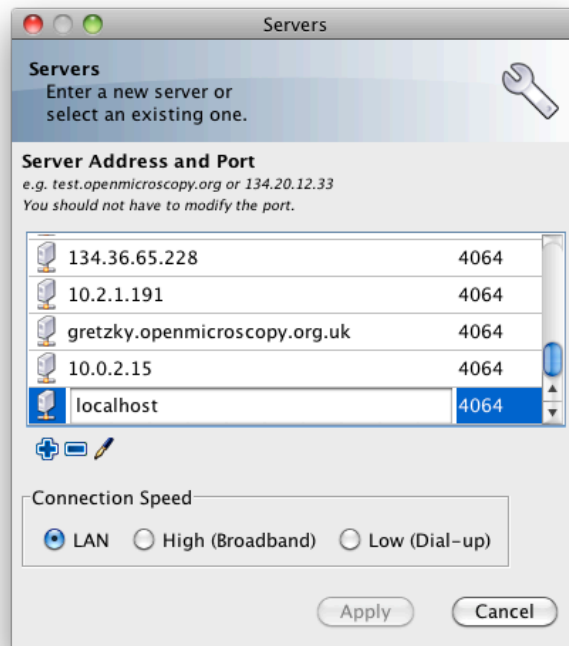 Servers
Servers
Enter a new server or
select an existing one.
Server Address and Port
e.g. test.openmicroscopy.org or 134.20.12.33
You should not have to modify the port.
134.36.65.228 4064
10.2.1.191 4064
gretzky.openmicroscopy.org.uk 4064
10.0.2.15 4064
localhost 4064
Connection Speed
LAN High (Broadband) Low (Dial-up)
Apply Cancel